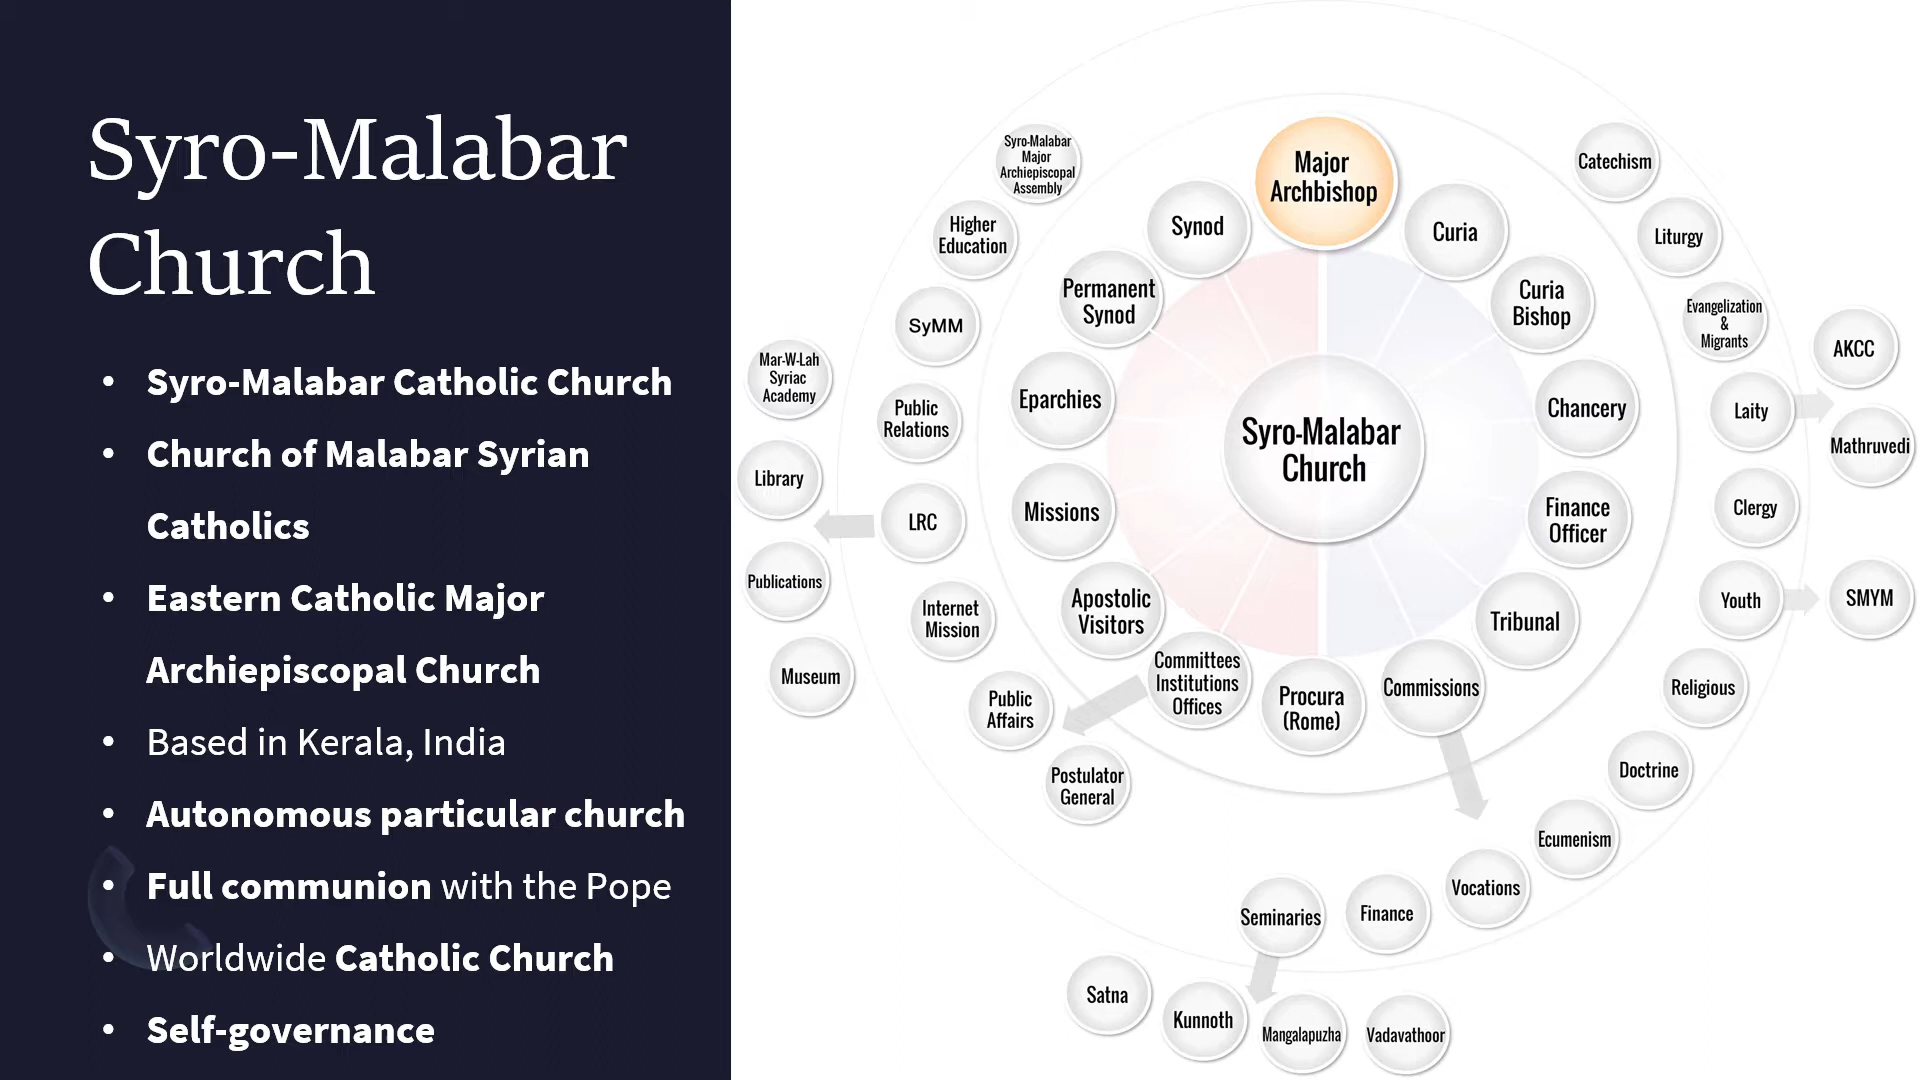 Syro-Malabar
Church
• Syro-Malabar Catholic Church
• Church of Malabar Syrian
Catholics
• Eastern Catholic Major
Archiepiscopal Church
• Based in Kerala, India
• Autonomous particular church
• Full communion with the Pope
• Worldwide Catholic Church
• Self-governance
Syro-Malabar
Church
Major
Archbishop
Curia
Curia
Bishop
Chancery
Finance
Officer
Tribunal
Commissions
Procura
(Rome)
Committees
Institutions
Offices
Apostolic
Visitors
Missions
Eparchies
Permanent
Synod
Synod
Catechism
Liturgy
Evangelization
&
Migrants
Laity
AKCC
Mathruvedi
Clergy
Youth
SMYM
Religious
Doctrine
Ecumenism
Vocations
Finance
Seminaries
Satna
Kunnoth
Mangalapuzha
Vadavathoor
Syro-Malabar
Major
Archiepiscopal
Assembly
Higher
Education
SyMM
Public
Relations
LRC
Internet
Mission
Public
Affairs
Postulator
General
Mar-W-Lah
Syriac
Academy
Library
Publications
Museum